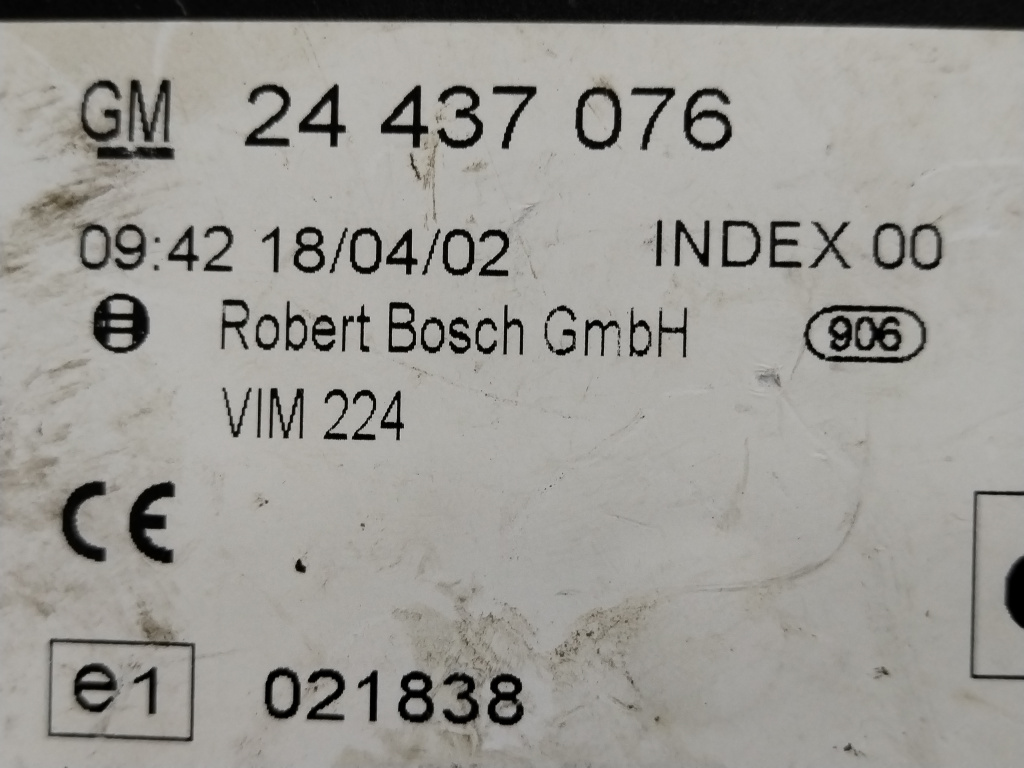 GM 24 437 076
09:42 18/04/02 INDEX 00
Robert Bosch GmbH 906
VIM 224
CE
e1 021838